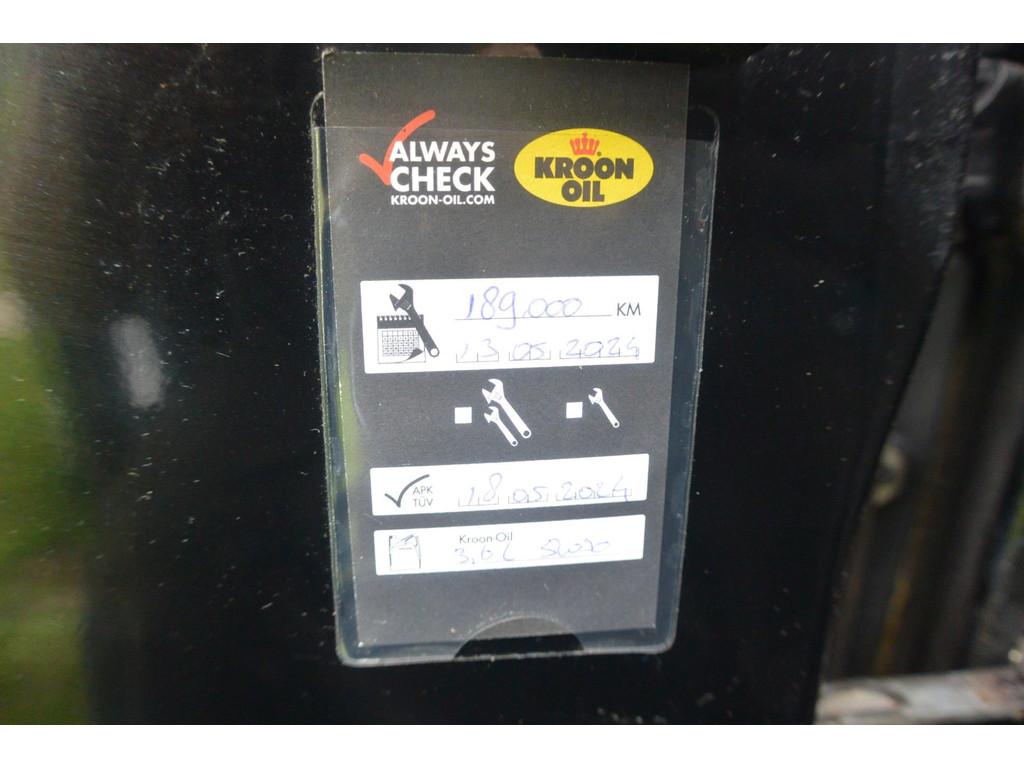 ALWAYS
CHECK
KROON-OIL.COM
KROON
OIL
189.000 KM
13 05 2024
APK
TÜV
18 05 2024
Kroon-Oil
3,6L